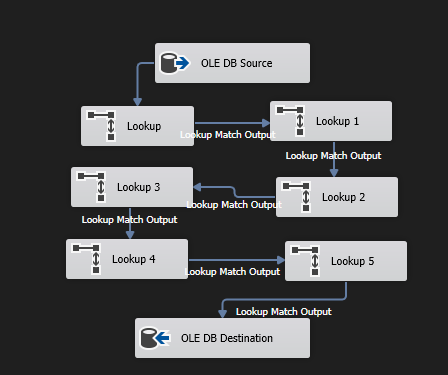 OLE DB Source
Lookup
Lookup Match Output
Lookup 1
Lookup Match Output
Lookup 2
Lookup Match Output
Lookup 3
Lookup Match Output
Lookup 4
Lookup Match Output
Lookup 5
Lookup Match Output
OLE DB Destination